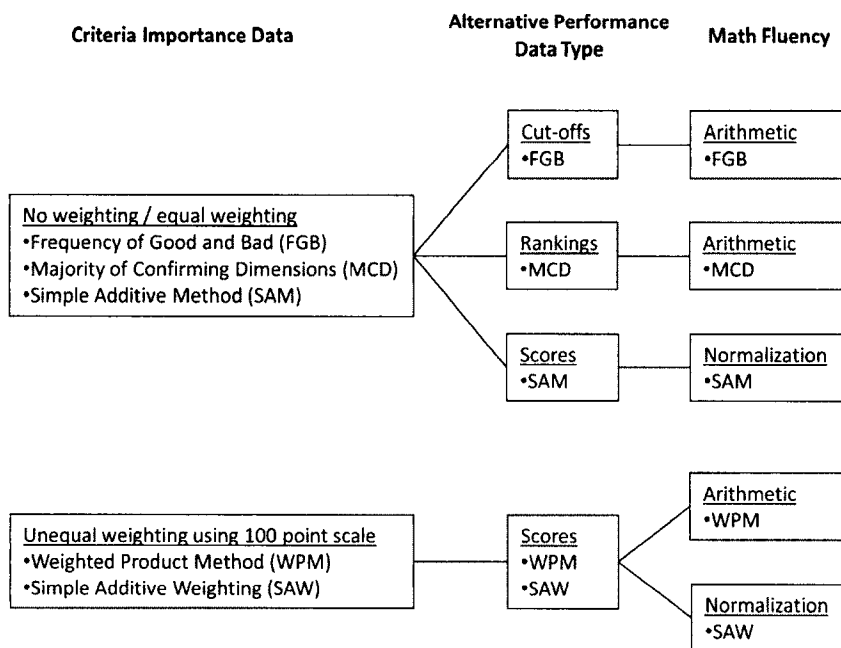 Criteria Importance Data
Alternative Performance
Data Type
Math Fluency
No weighting / equal weighting
•Frequency of Good and Bad (FGB)
•Majority of Confirming Dimensions (MCD)
•Simple Additive Method (SAM)
Cut-offs
•FGB
Arithmetic
•FGB
Rankings
•MCD
Arithmetic
•MCD
Scores
•SAM
Normalization
•SAM
Unequal weighting using 100 point scale
•Weighted Product Method (WPM)
•Simple Additive Weighting (SAW)
Scores
•WPM
•SAW
Arithmetic
•WPM
Normalization
•SAW